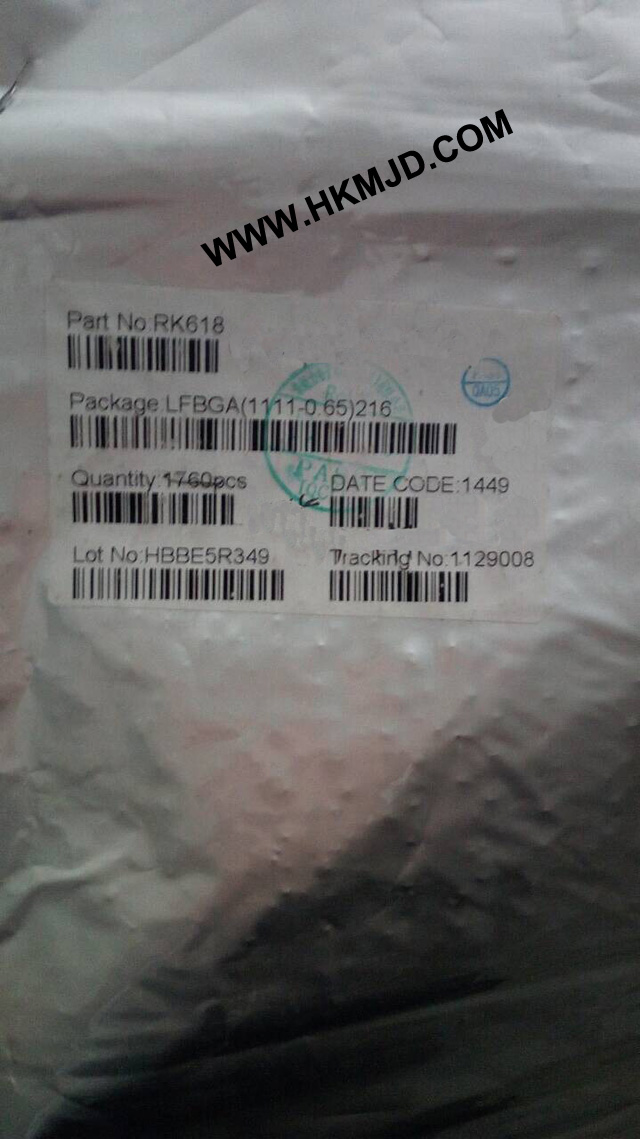 WWW.HKMJD.COM
Part No:RK618
Package:LFBGA(1111-0.65)216
QA05
Quantity:1760pcs
DATE CODE:1449
Lot No:HBBE5R349
Tracking No:1129008